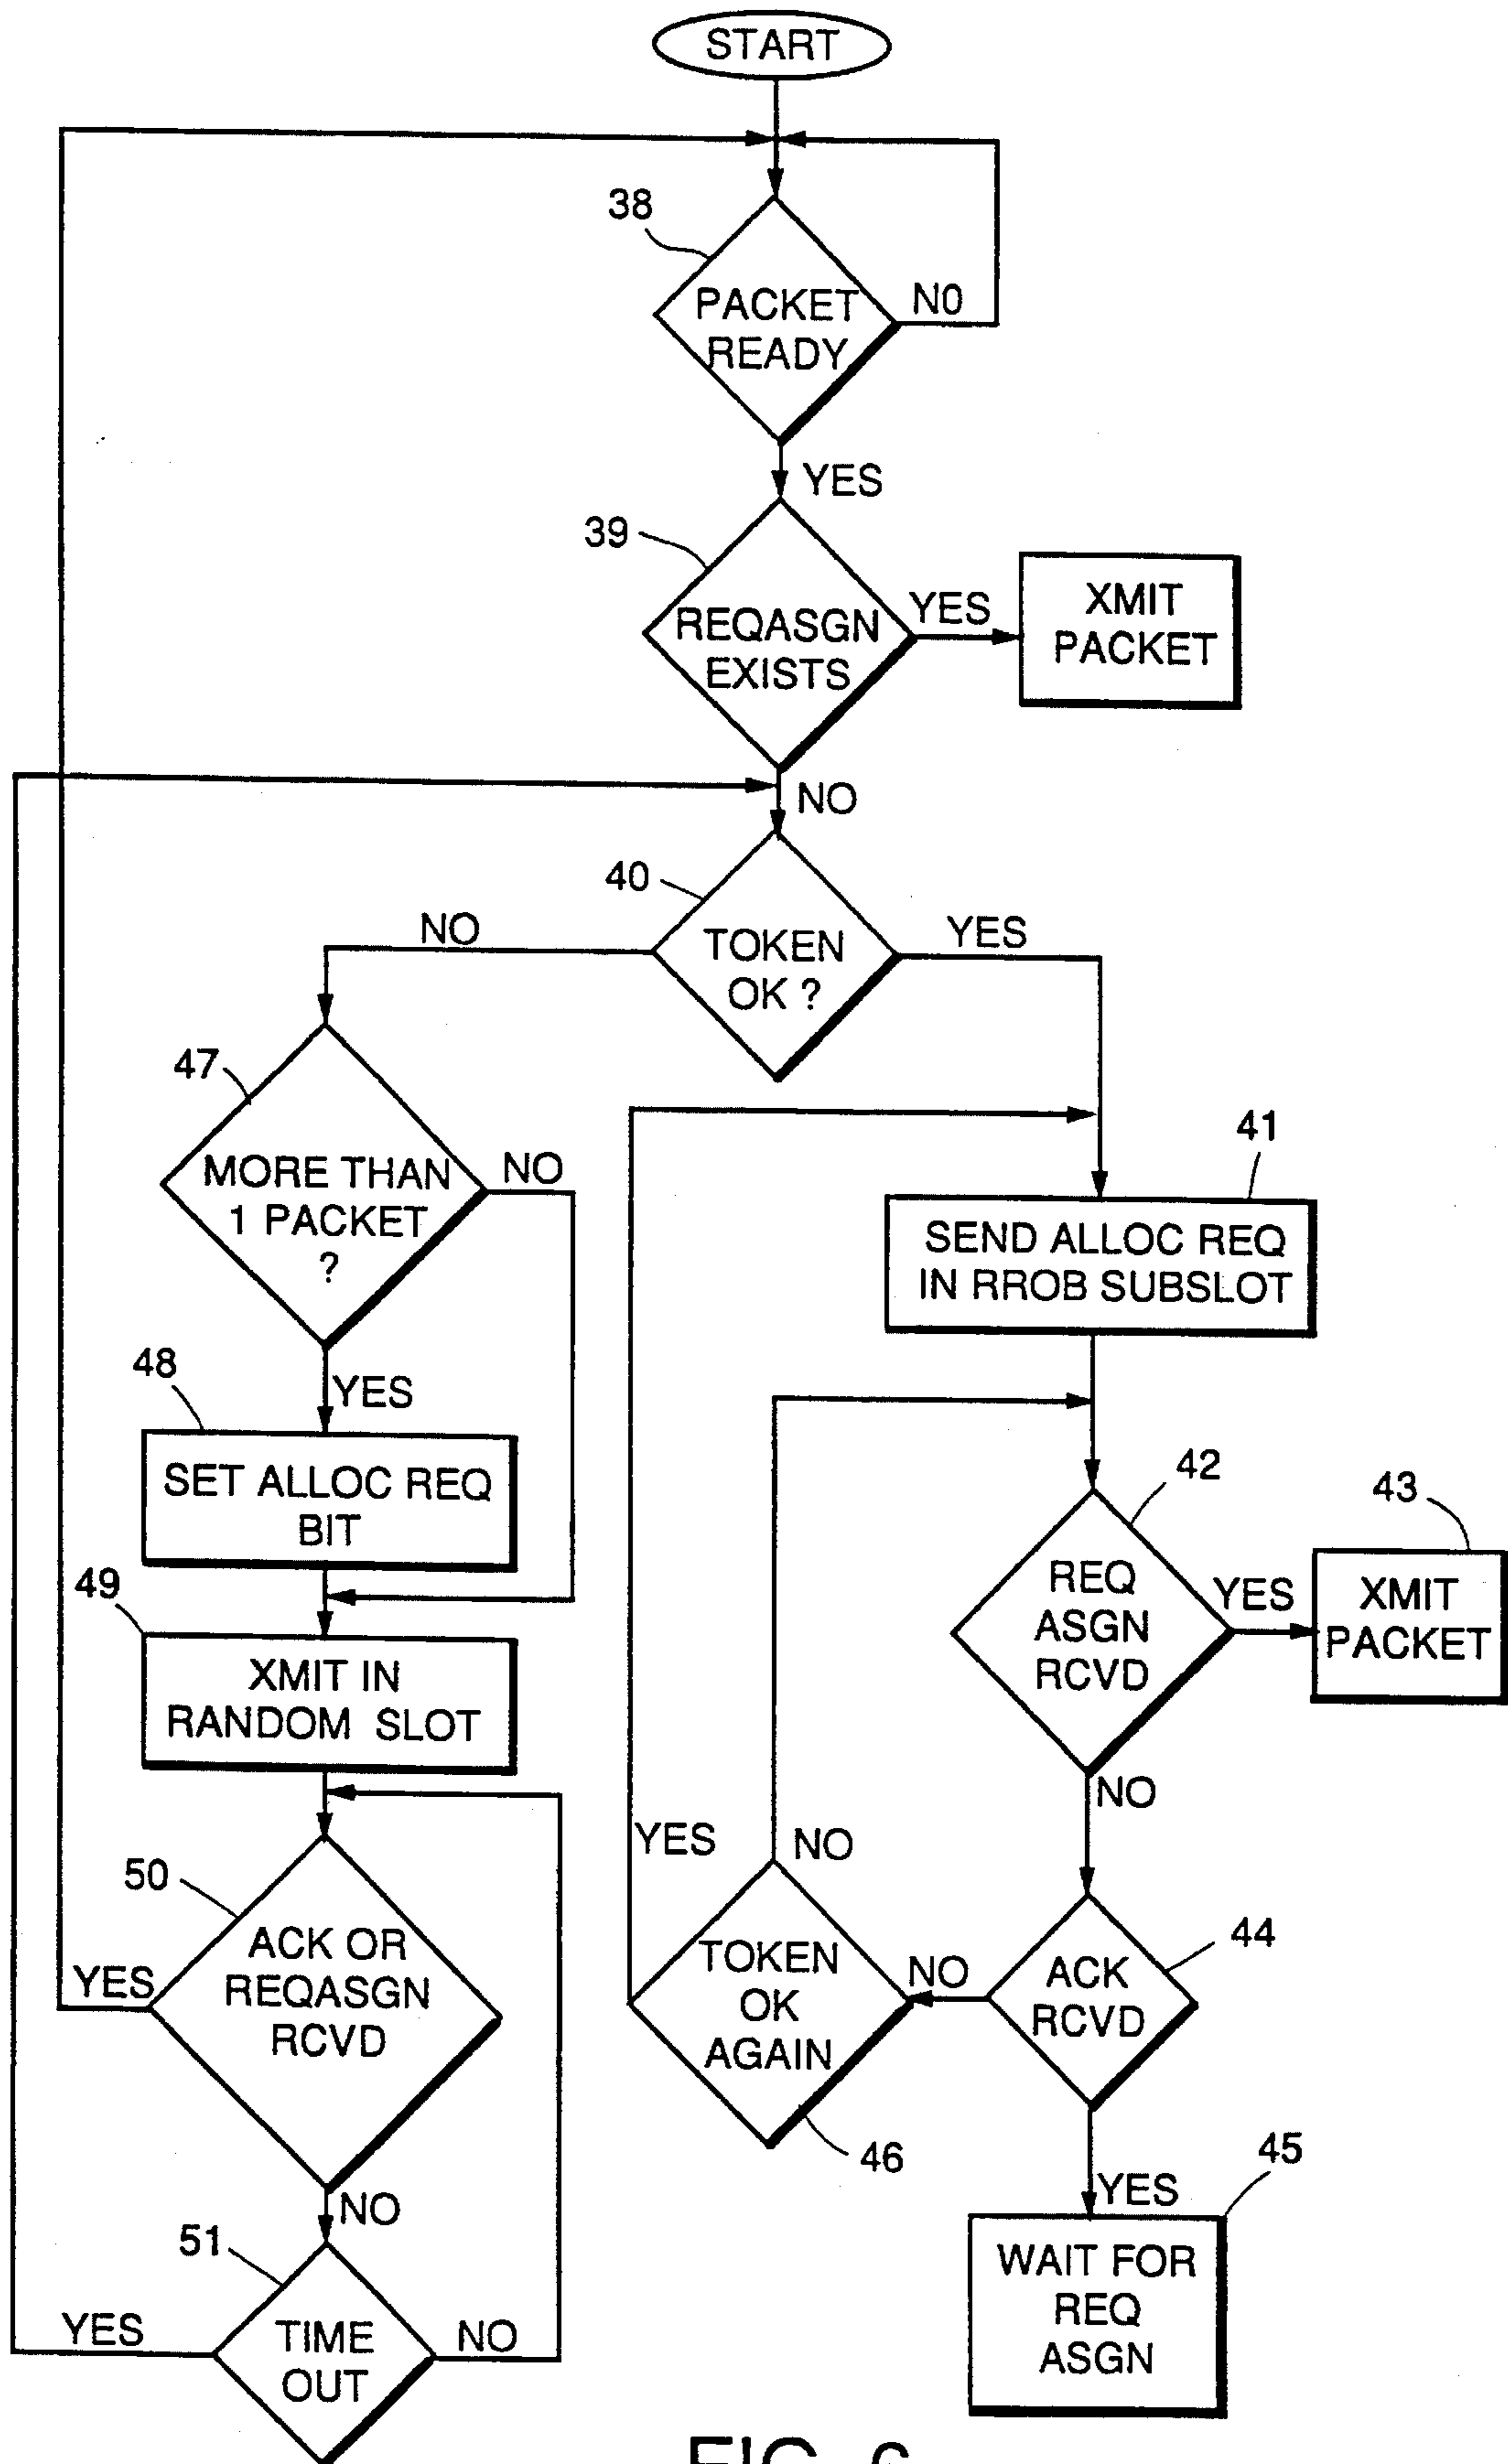 START
38
PACKET
READY
NO
YES
39
REQASGN
EXISTS
YES
XMIT
PACKET
NO
40
TOKEN
OK ?
NO
YES
47
MORE THAN
1 PACKET
?
NO
41
SEND ALLOC REQ
IN RROB SUBSLOT
48
YES
SET ALLOC REQ
BIT
42
REQ
ASGN
RCVD
YES
43
XMIT
PACKET
49
XMIT IN
RANDOM SLOT
NO
YES
NO
50
ACK OR
REQASGN
RCVD
YES
TOKEN
OK
AGAIN
NO
44
ACK
RCVD
46
NO
YES
45
WAIT FOR
REQ
ASGN
51
TIME
OUT
YES
NO
FIG. 6